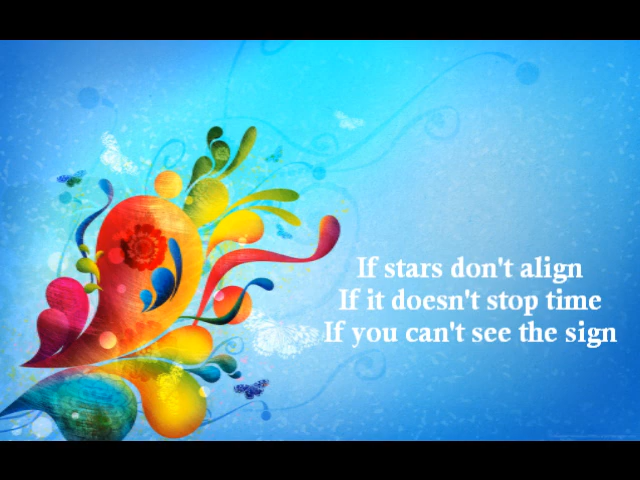 If stars don't align
If it doesn't stop time
If you can't see the sign